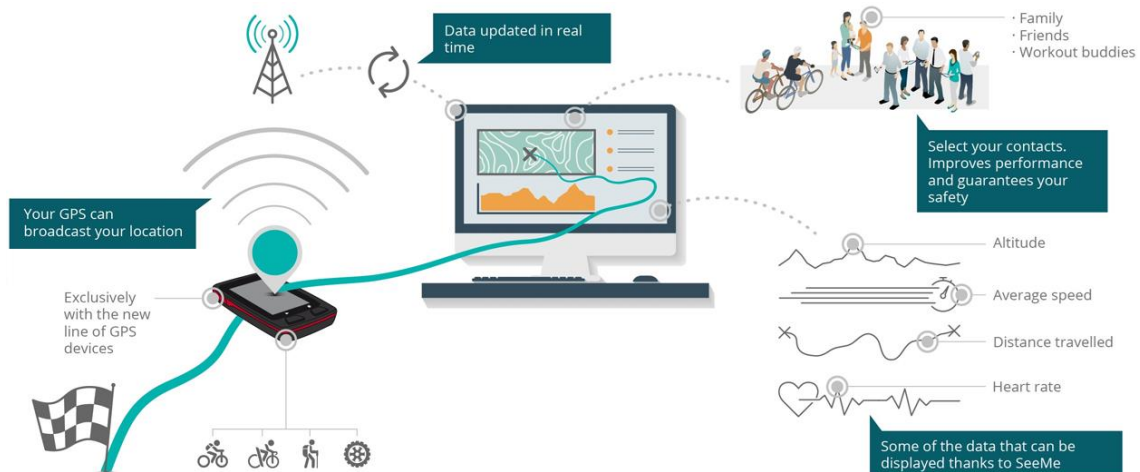 Data updated in real
time
· Family
· Friends
· Workout buddies
Select your contacts.
Improves performance
and guarantees your
safety
Your GPS can
broadcast your location
Exclusively
with the new
line of GPS
devices
Altitude
Average speed
Distance travelled
Heart rate
Some of the data that can be
displayed thanks to SeeMe